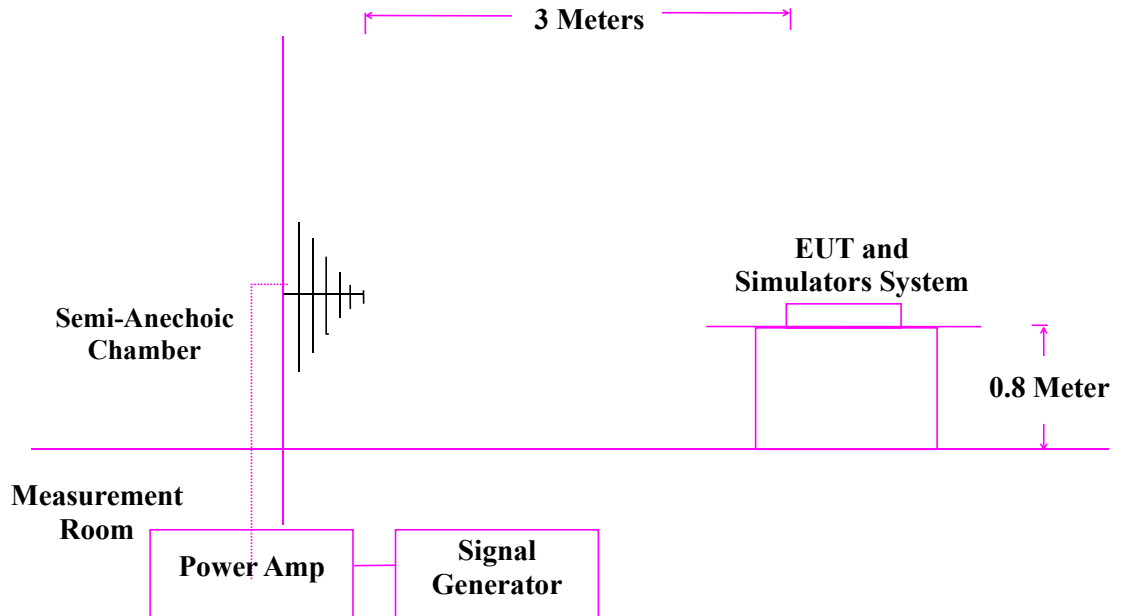 3 Meters
EUT and
Simulators System
Semi-Anechoic
Chamber
0.8 Meter
Measurement
Room
Power Amp
Signal
Generator